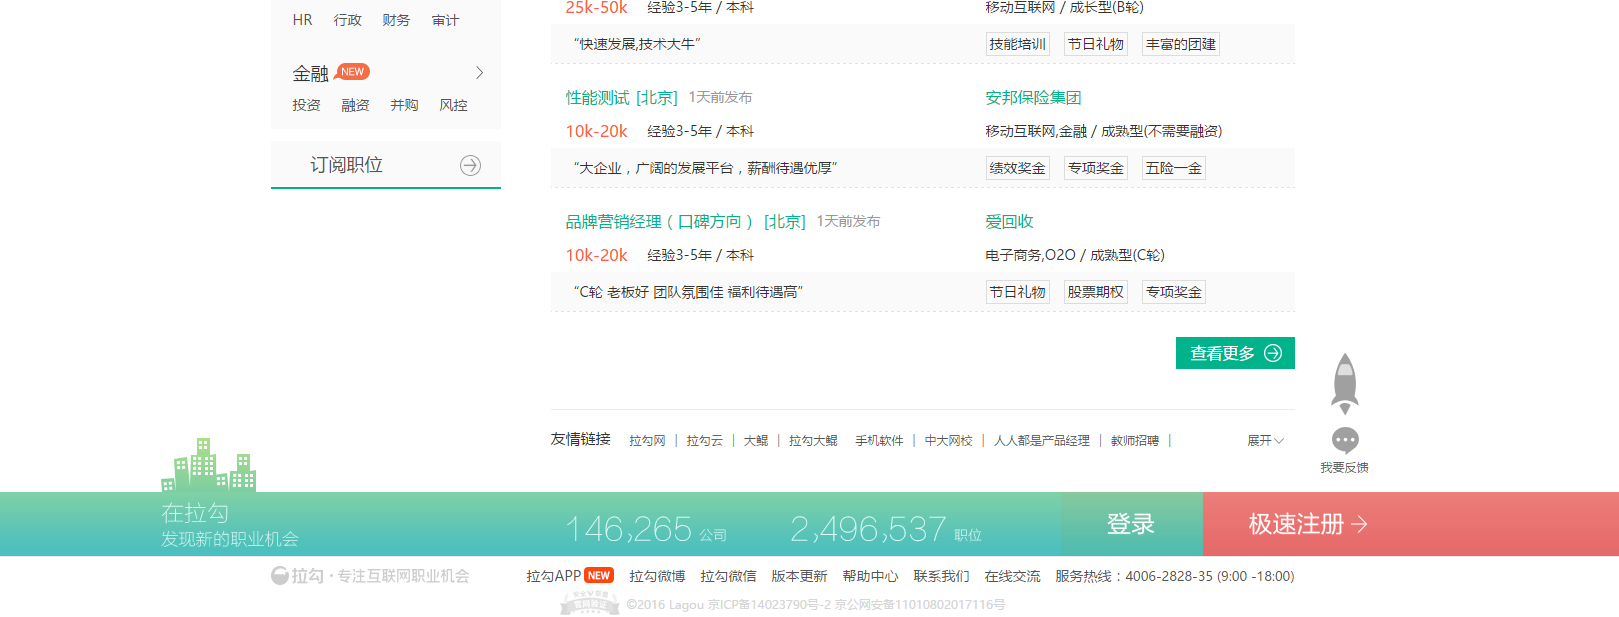 HR 行政 财务 审计
金融 NEW
投资 融资 并购 风控
订阅职位
25k-50k 经验3-5年 / 本科 移动互联网 / 成长型(B轮)
“快速发展,技术大牛” 技能培训 节日礼物 丰富的团建
性能测试 [北京] 1天前发布 安邦保险集团
10k-20k 经验3-5年 / 本科 移动互联网,金融 / 成熟型(不需要融资)
“大企业，广阔的发展平台，薪酬待遇优厚” 绩效奖金 专项奖金 五险一金
品牌营销经理（口碑方向） [北京] 1天前发布 爱回收
10k-20k 经验3-5年 / 本科 电子商务,O2O / 成熟型(C轮)
“C轮 老板好 团队氛围佳 福利待遇高” 节日礼物 股票期权 专项奖金
查看更多
友情链接 拉勾网 | 拉勾云 | 大鲲 | 拉勾大鲲 手机软件 | 中大网校 | 人人都是产品经理 | 教师招聘 | 展开
我要反馈
在拉勾
发现新的职业机会
146,265 公司 2,496,537 职位 登录 极速注册
拉勾·专注互联网职业机会
拉勾APP NEW 拉勾微博 拉勾微信 版本更新 帮助中心 联系我们 在线交流 服务热线：4006-2828-35 (9:00 -18:00)
©2016 Lagou 京ICP备14023790号-2 京公网安备11010802017116号